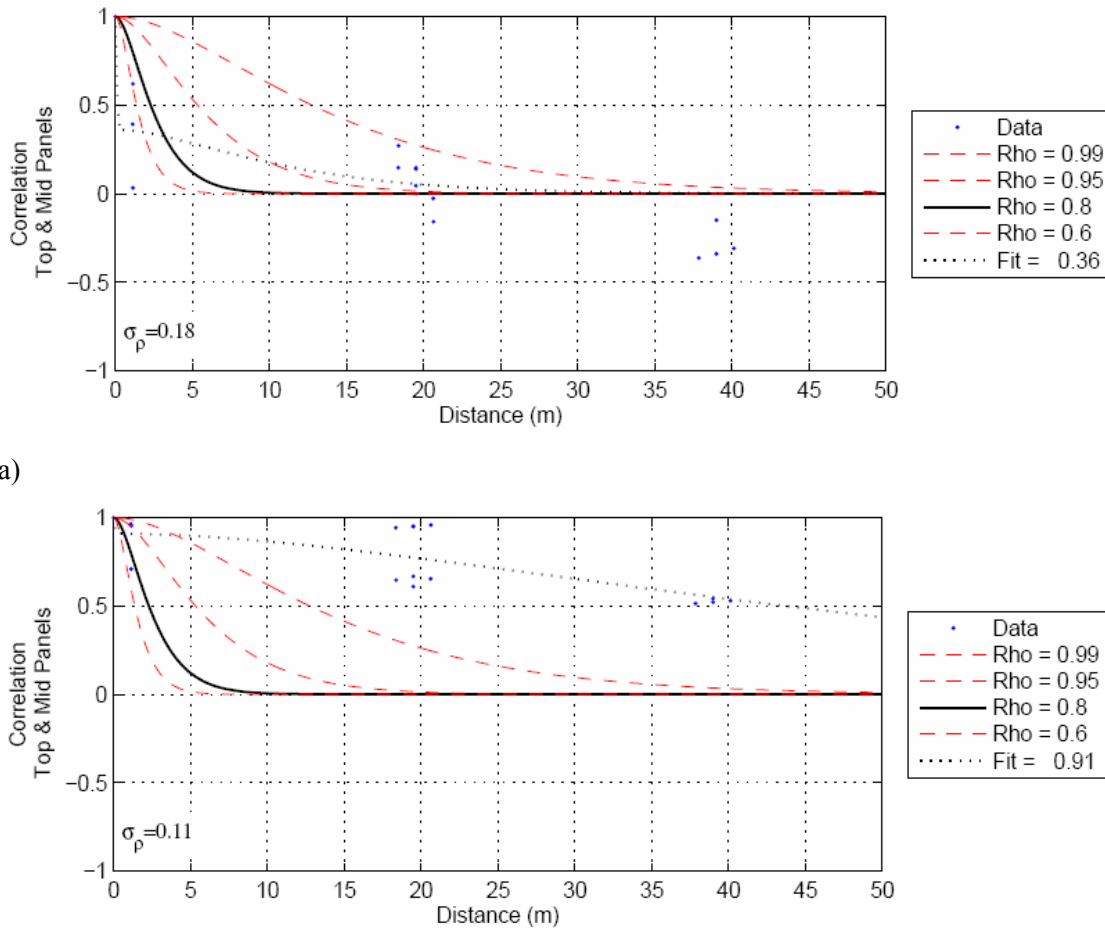 1
0.5
0
−0.5
−1
Correlation
Top & Mid Panels
σρ=0.18
0 5 10 15 20 25 30 35 40 45 50
Distance (m)
Data
Rho = 0.99
Rho = 0.95
Rho = 0.8
Rho = 0.6
Fit = 0.36
a)
1
0.5
0
−0.5
−1
Correlation
Top & Mid Panels
σρ=0.11
0 5 10 15 20 25 30 35 40 45 50
Distance (m)
Data
Rho = 0.99
Rho = 0.95
Rho = 0.8
Rho = 0.6
Fit = 0.91